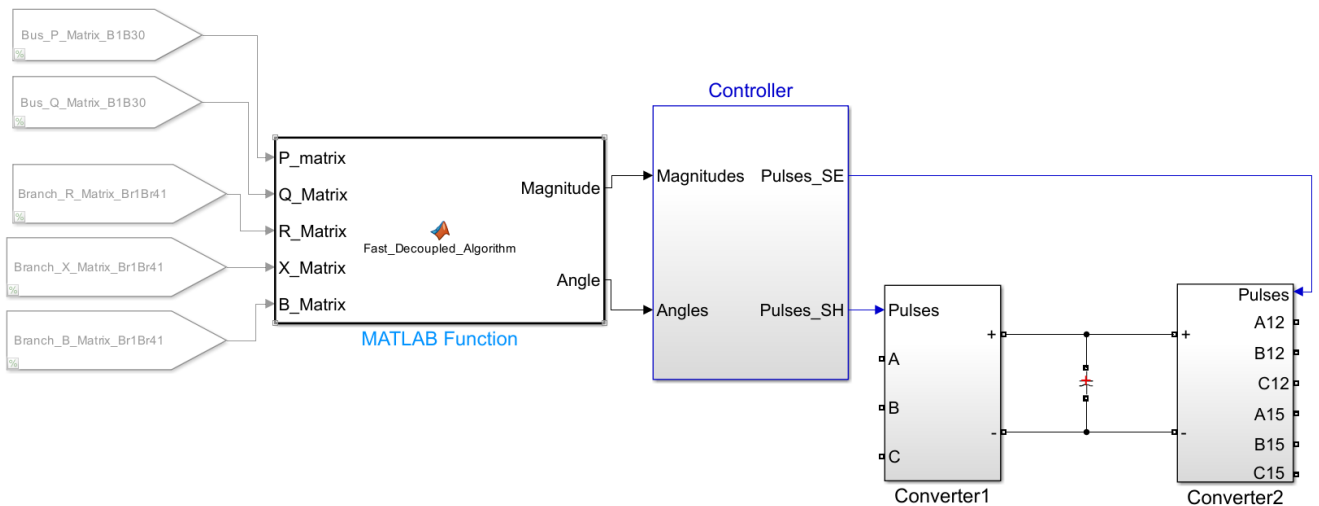 Bus_P_Matrix_B1B30
%
Bus_Q_Matrix_B1B30
%
Branch_R_Matrix_Br1Br41
%
Branch_X_Matrix_Br1Br41
%
Branch_B_Matrix_Br1Br41
%
P_matrix
Q_Matrix
R_Matrix
X_Matrix
B_Matrix
Fast_Decoupled_Algorithm
Magnitude
Angle
MATLAB Function
Controller
Magnitudes
Pulses_SE
Angles
Pulses_SH
Pulses
A
B
C
+
-
Converter1
+
Pulses
+
-
A12
B12
C12
A15
B15
C15
Converter2